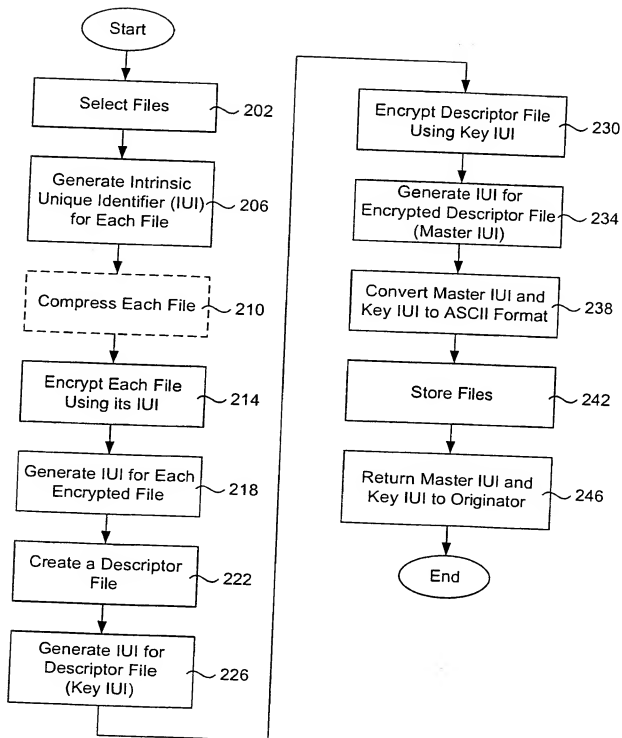 Start
Select Files
202
Generate Intrinsic
Unique Identifier (IUI)
for Each File
206
Compress Each File
210
Encrypt Each File
Using its IUI
214
Generate IUI for Each
Encrypted File
218
Create a Descriptor
File
222
Generate IUI for
Descriptor File
(Key IUI)
226
Encrypt Descriptor File
Using Key IUI
230
Generate IUI for
Encrypted Descriptor File
(Master IUI)
234
Convert Master IUI and
Key IUI to ASCII Format
238
Store Files
242
Return Master IUI and
Key IUI to Originator
246
End